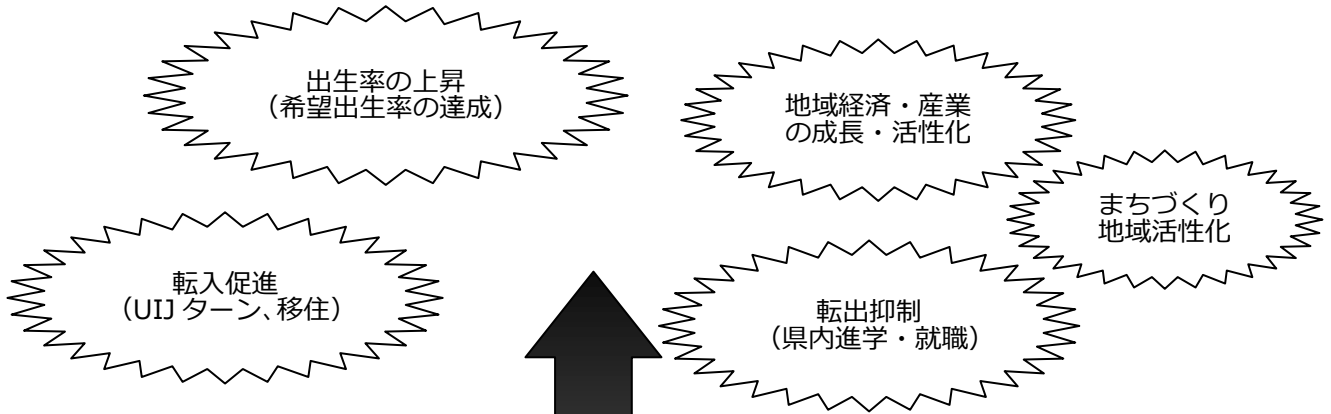 出生率の上昇
（希望出生率の達成）
地域経済・産業
の成長・活性化
まちづくり
地域活性化
転入促進
（UIJ ターン、移住）
転出抑制
（県内進学・就職）